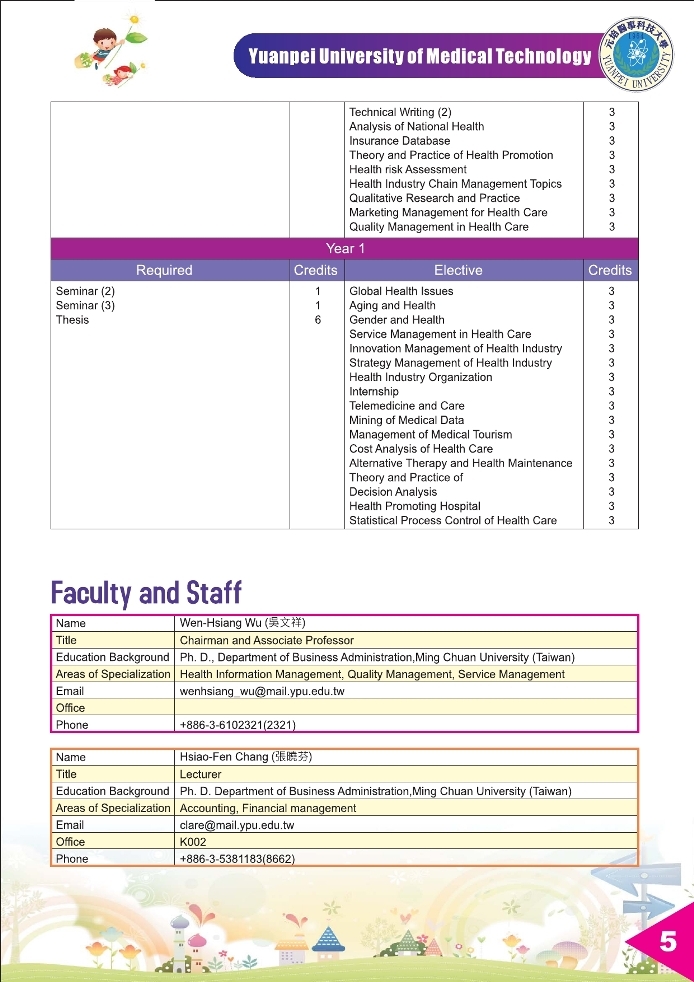 Yuanpei University of Medical Technology
元培醫事科技大學
YUANPEI UNIVERSITY
Technical Writing (2) 3
Analysis of National Health 3
Insurance Database 3
Theory and Practice of Health Promotion 3
Health risk Assessment 3
Health Industry Chain Management Topics 3
Qualitative Research and Practice 3
Marketing Management for Health Care 3
Quality Management in Health Care 3
Year 1
Required Credits Elective Credits
Seminar (2) 1 Global Health Issues 3
Seminar (3) 1 Aging and Health 3
Thesis 6 Gender and Health 3
Service Management in Health Care 3
Innovation Management of Health Industry 3
Strategy Management of Health Industry 3
Health Industry Organization 3
Internship 3
Telemedicine and Care 3
Mining of Medical Data 3
Management of Medical Tourism 3
Cost Analysis of Health Care 3
Alternative Therapy and Health Maintenance 3
Theory and Practice of 3
Decision Analysis 3
Health Promoting Hospital 3
Statistical Process Control of Health Care 3
Faculty and Staff
Name Wen-Hsiang Wu (吳文祥)
Title Chairman and Associate Professor
Education Background Ph. D., Department of Business Administration,Ming Chuan University (Taiwan)
Areas of Specialization Health Information Management, Quality Management, Service Management
Email wenhsiang_wu@mail.ypu.edu.tw
Office
Phone +886-3-6102321(2321)
Name Hsiao-Fen Chang (張曉芬)
Title Lecturer
Education Background Ph. D. Department of Business Administration,Ming Chuan University (Taiwan)
Areas of Specialization Accounting, Financial management
Email clare@mail.ypu.edu.tw
Office K002
Phone +886-3-5381183(8662)
5